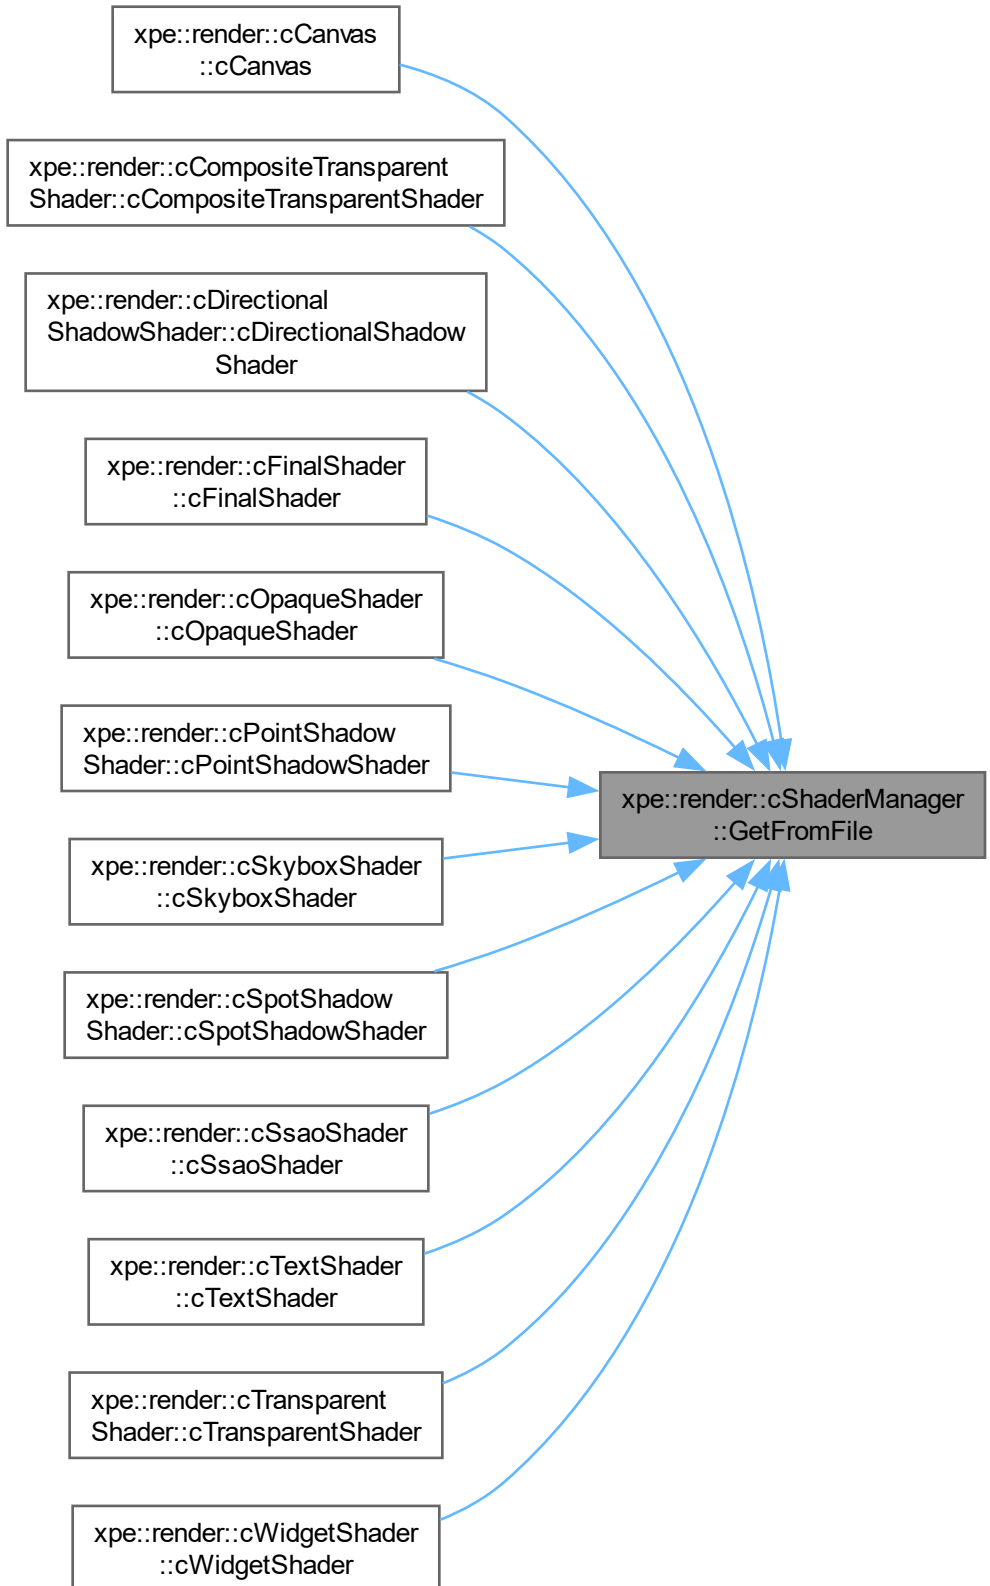 xpe::render::cCanvas
::cCanvas
xpe::render::cCompositeTransparent
Shader::cCompositeTransparentShader
xpe::render::cDirectional
ShadowShader::cDirectionalShadow
Shader
xpe::render::cFinalShader
::cFinalShader
xpe::render::cOpaqueShader
::cOpaqueShader
xpe::render::cPointShadow
Shader::cPointShadowShader
xpe::render::cShaderManager
::GetFromFile
xpe::render::cSkyboxShader
::cSkyboxShader
xpe::render::cSpotShadow
Shader::cSpotShadowShader
xpe::render::cSsaoShader
::cSsaoShader
xpe::render::cTextShader
::cTextShader
xpe::render::cTransparent
Shader::cTransparentShader
xpe::render::cWidgetShader
::cWidgetShader